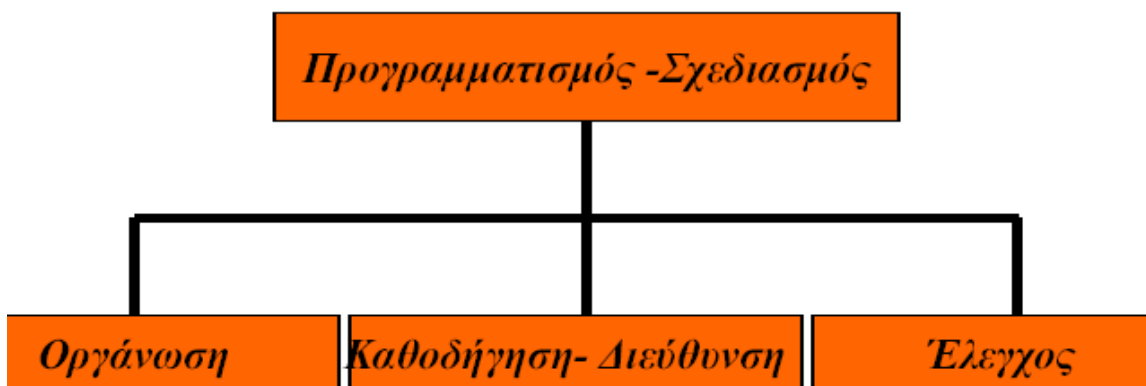 Προγραμματισμός -Σχεδιασμός
Οργάνωση
Καθοδήγηση- Διεύθυνση
Έλεγχος